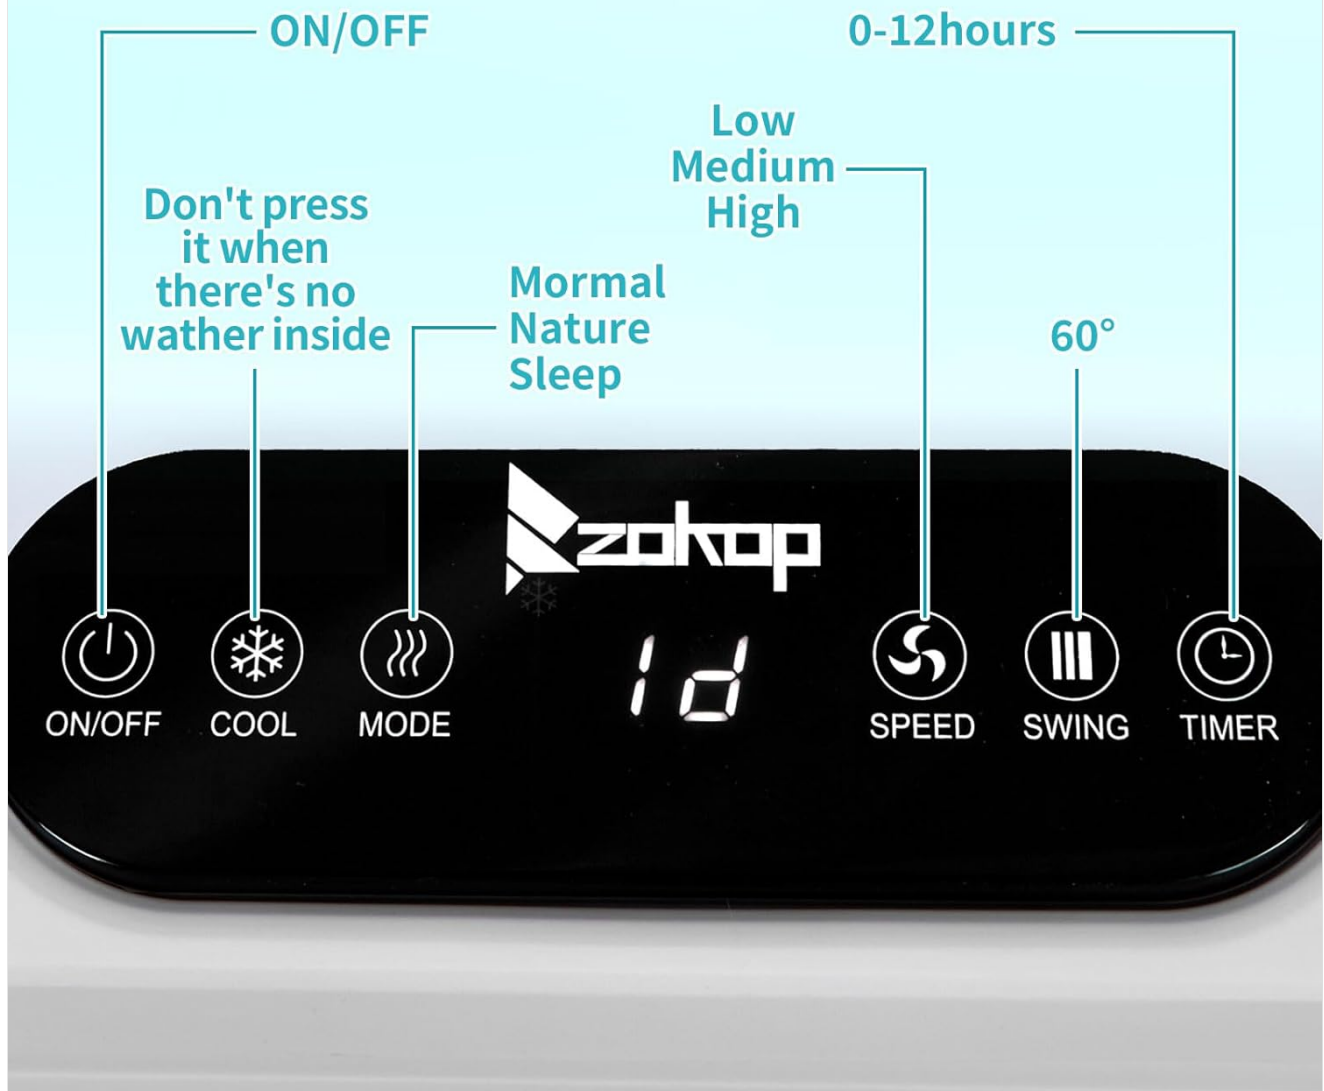 ON/OFF
0-12hours
Low
Medium
High
Don't press
it when
there's no
wather inside
Mormal
Nature
Sleep
60°
zokop
1d
ON/OFF
COOL
MODE
SPEED
SWING
TIMER